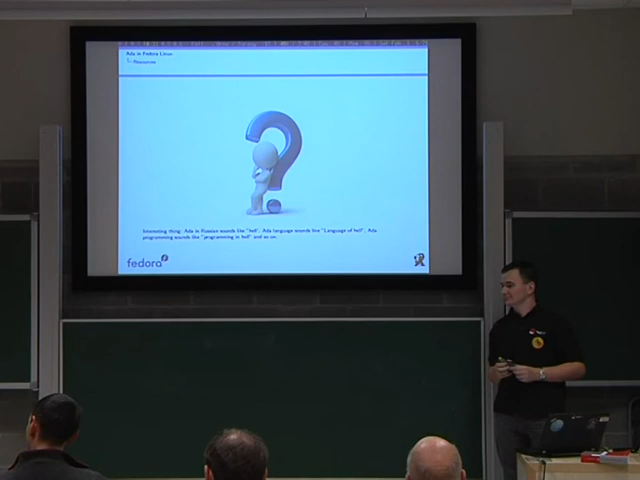 Ada in Fedora Linux
Resources
Interesting thing: Ada in Russian sounds like "hell". Ada language sounds like "Language of hell"; Ada
programming sounds like "programming in hell" and so on.
fedora